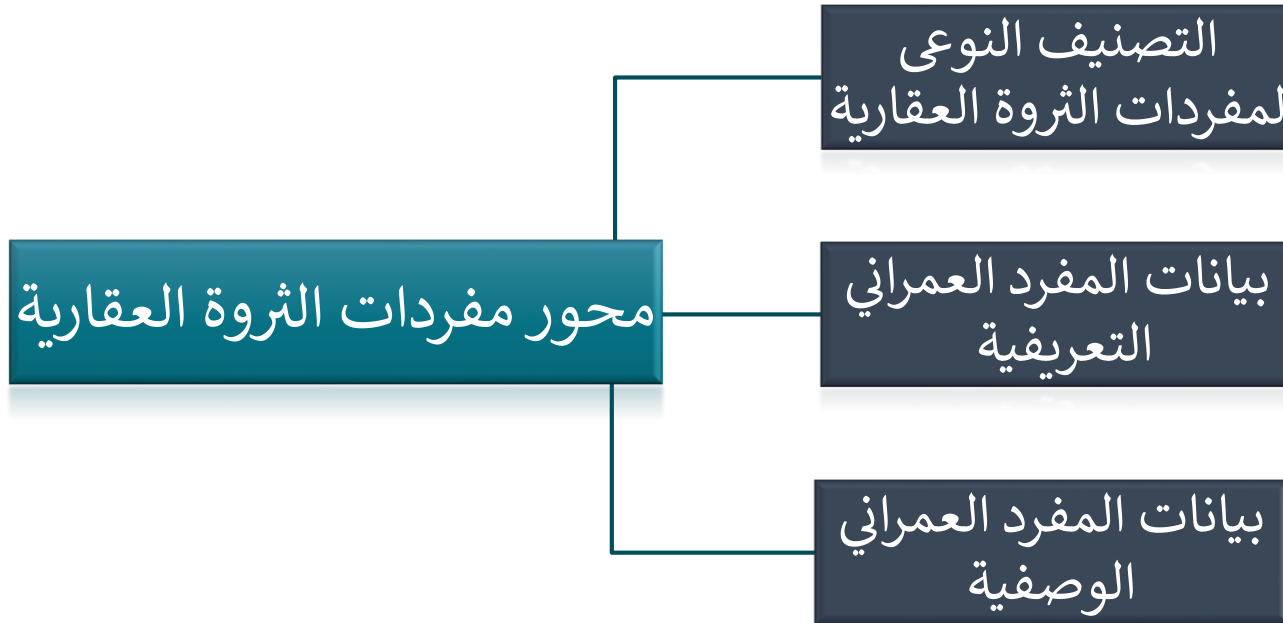 التصنيف النوعى
لمفردات الثروة العقارية
محور مفردات الثروة العقارية
بيانات المفرد العمراني
التعريفية
بيانات المفرد العمراني
الوصفية